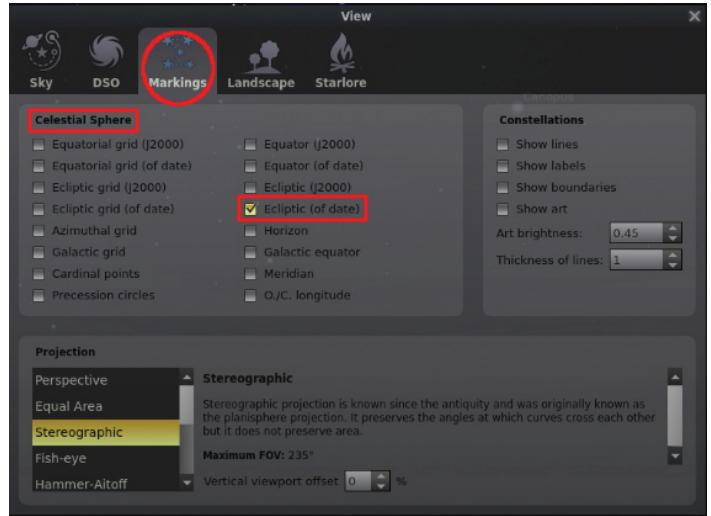 View
Sky DSO Markings Landscape Starlore
Canopus
Celestial Sphere
Equatorial grid (J2000)
Equatorial grid (of date)
Ecliptic grid (J2000)
Ecliptic grid (of date)
Azimuthal grid
Galactic grid
Cardinal points
Precession circles
Equator (J2000)
Equator (of date)
Ecliptic (J2000)
Ecliptic (of date)
Horizon
Galactic equator
Meridian
O./C. longitude
Constellations
Show lines
Show labels
Show boundaries
Show art
Art brightness: 0.45
Thickness of lines: 1
Projection
Perspective
Equal Area
Stereographic
Fish-eye
Hammer-Aitoff
Stereographic
Stereographic projection is known since the antiquity and was originally known as
the planisphere projection. It preserves the angles at which curves cross each other
but it does not preserve area.
Maximum FOV: 235°
Vertical viewport offset 0 %